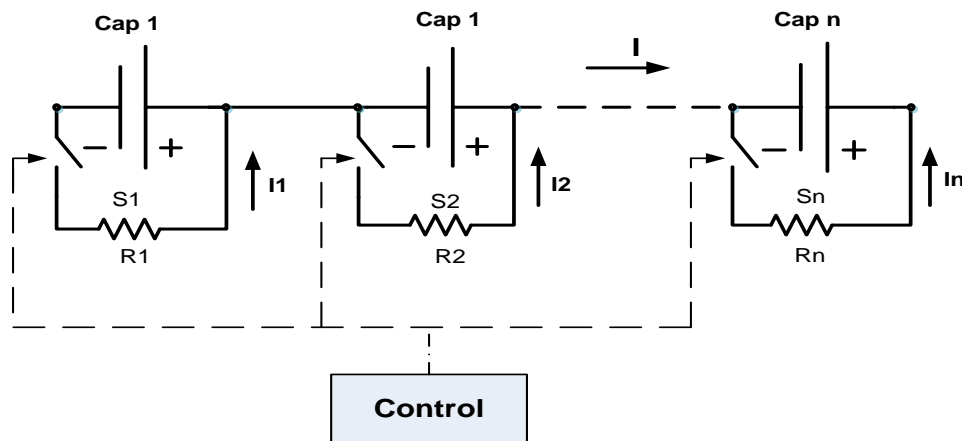 Cap 1
Cap 1
Cap n
I
− +
− +
− +
I1
I2
In
S1
S2
Sn
R1
R2
Rn
Control